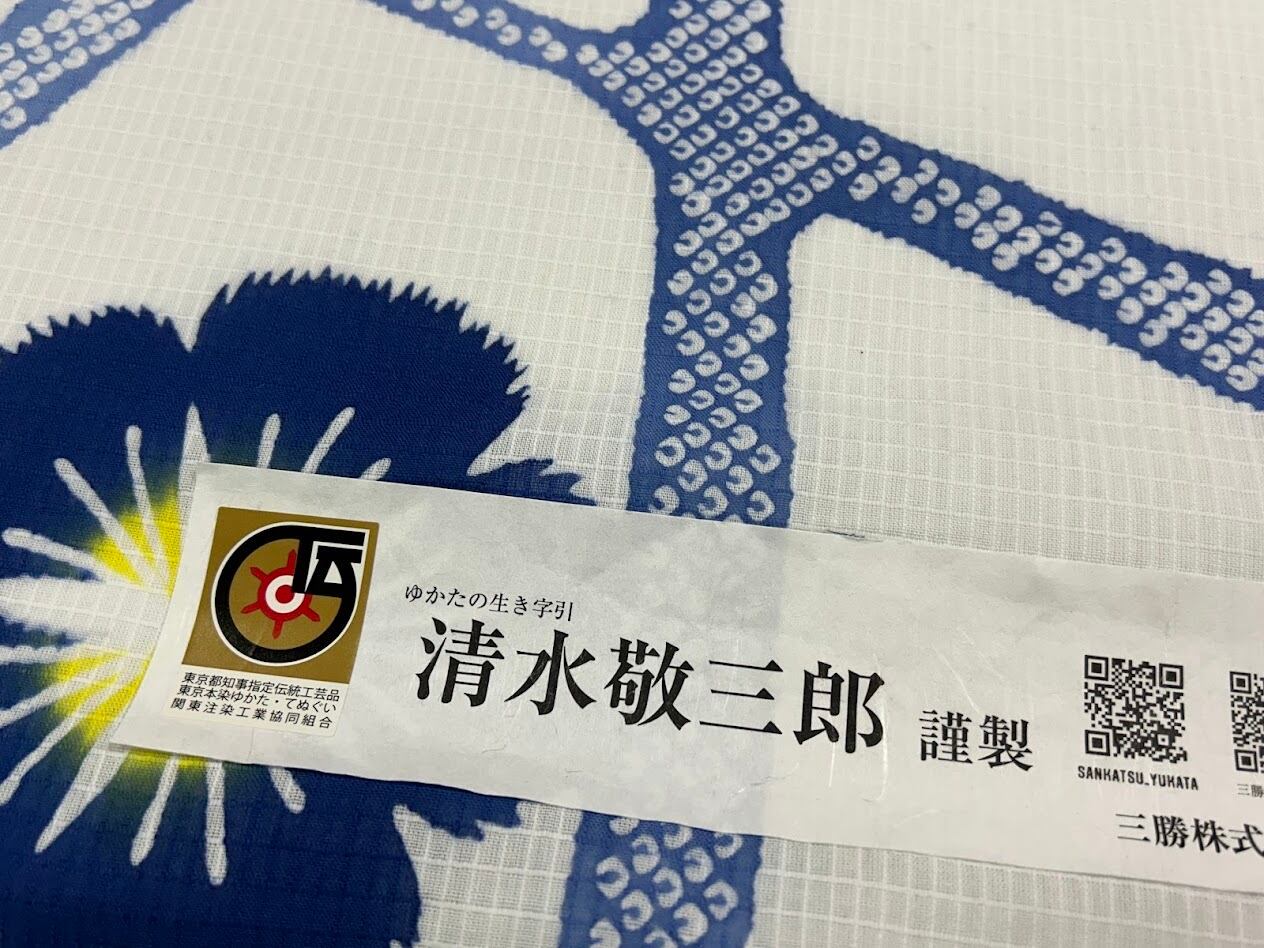 東京都知事指定伝統工芸品
東京本染ゆかた・てぬぐい
関東注染工業協同組合
ゆかたの生き字引
清水敬三郎 謹製
SANKATSU_YUKATA
三勝
三勝株式